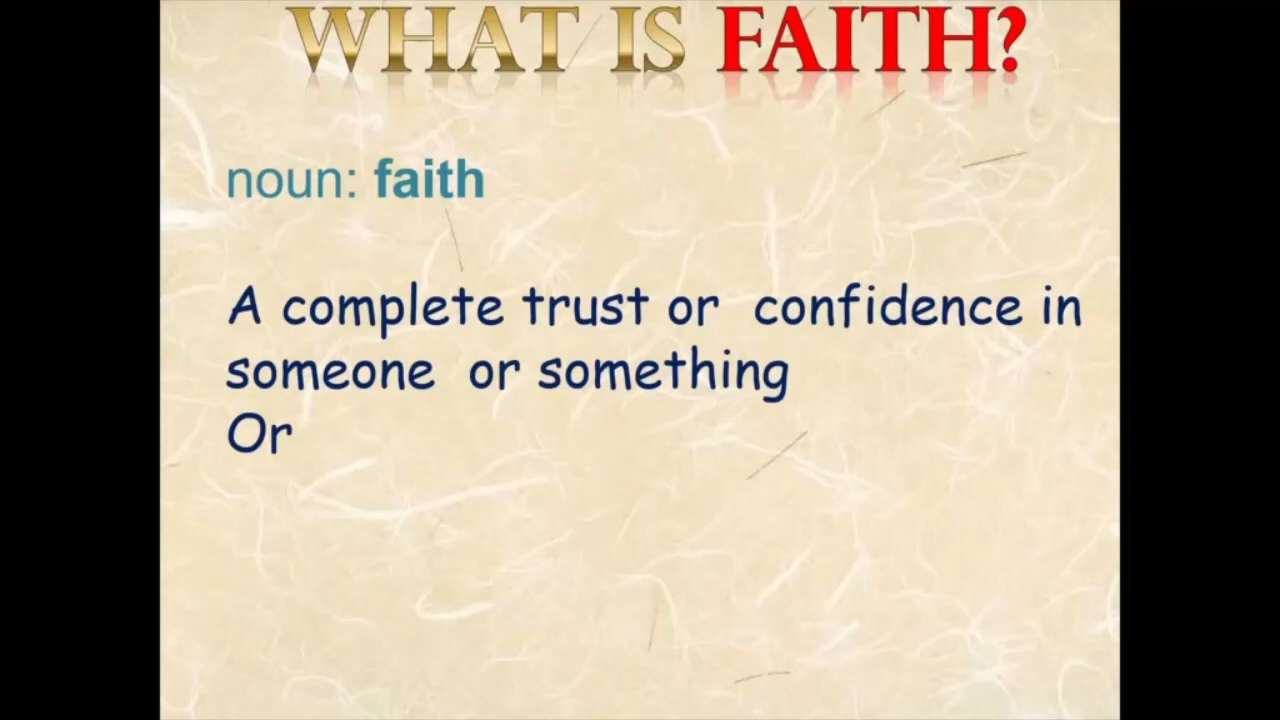 WHAT IS FAITH?
noun: faith
A complete trust or  confidence in
someone  or something
Or